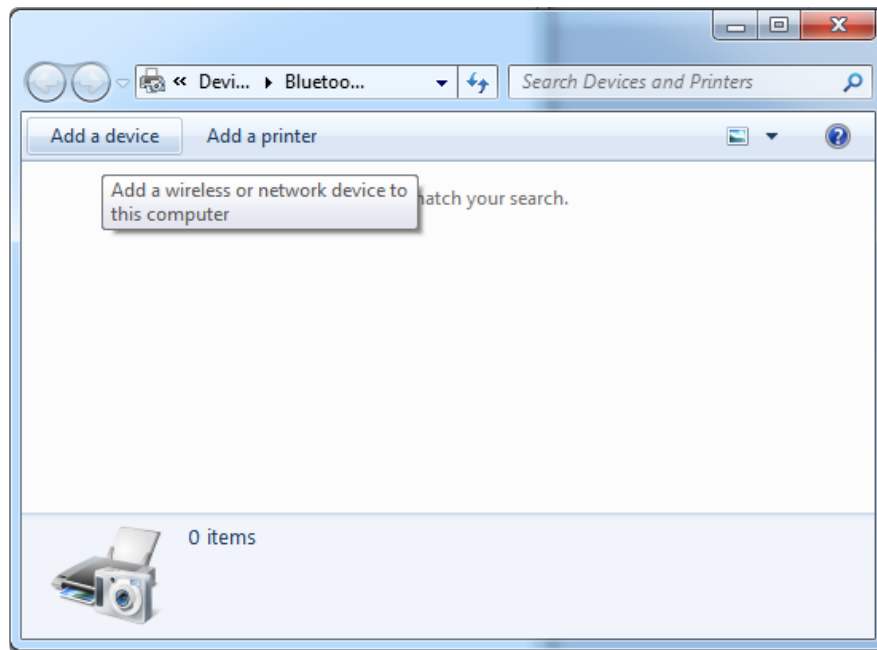 « Devi... Bluetoo... Search Devices and Printers
Add a device Add a printer
Add a wireless or network device to
this computer
match your search.
0 items